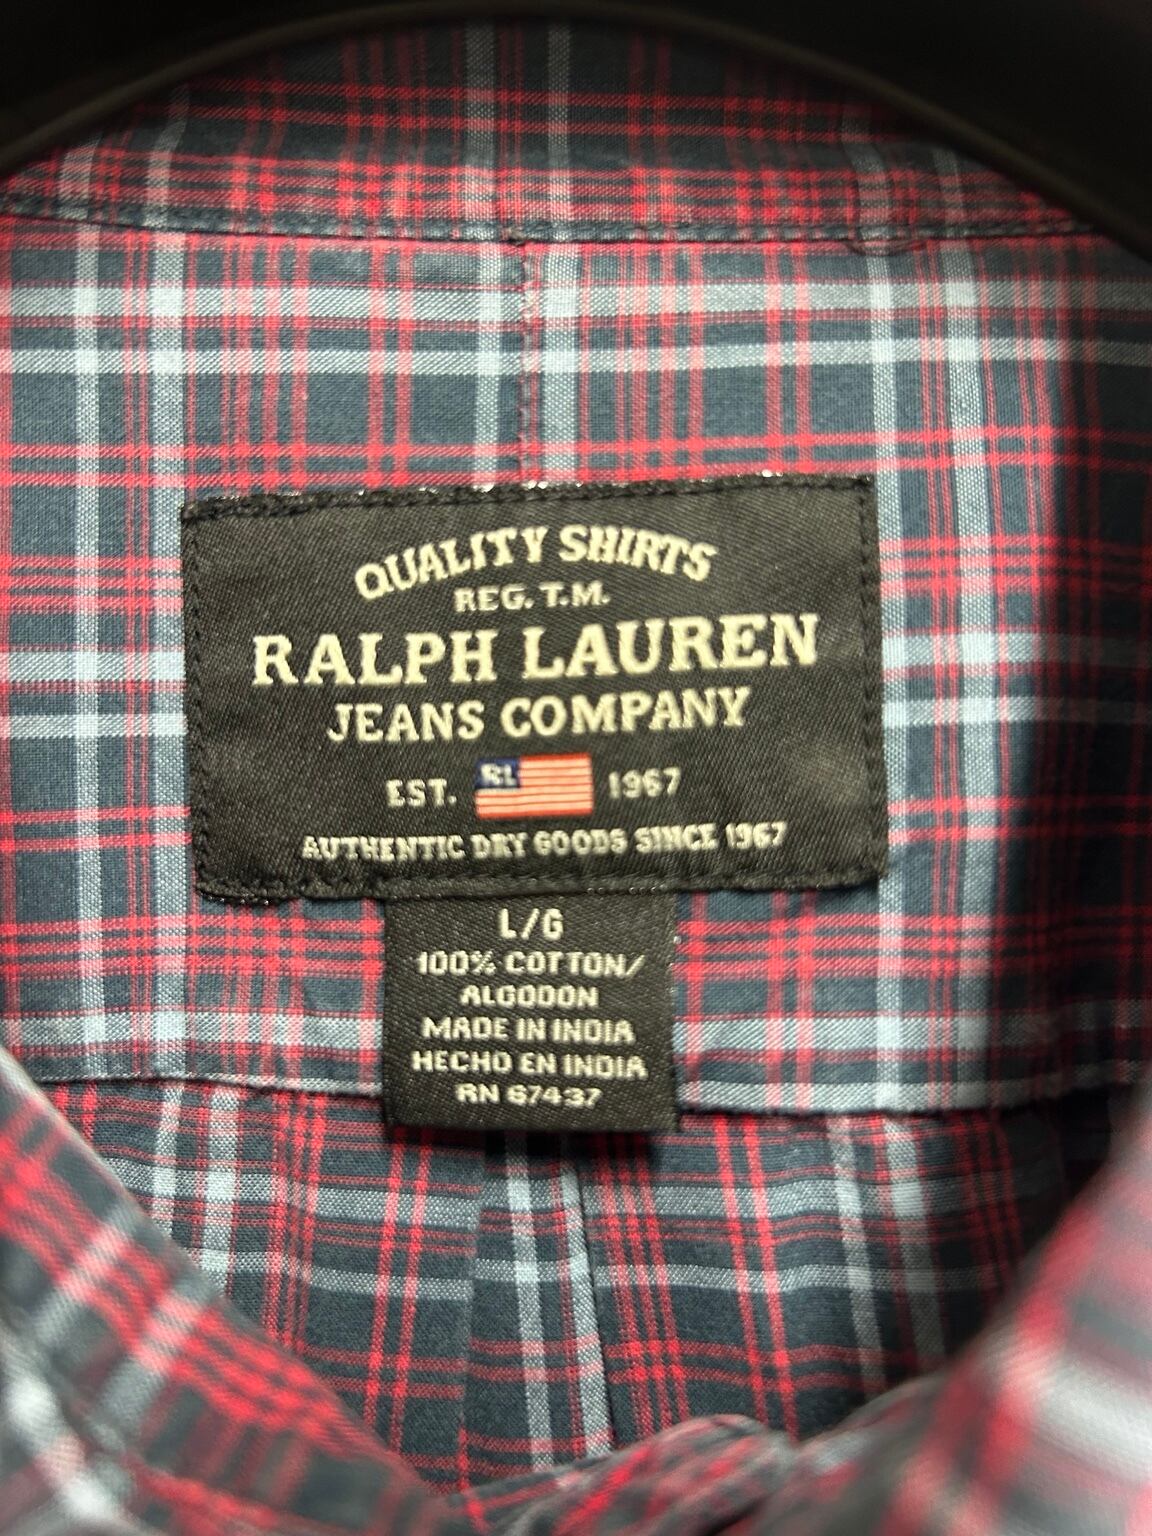 QUALITY SHIRTS
REG. T.M.
RALPH LAUREN
JEANS COMPANY
EST. RL 1967
AUTHENTIC DRY GOODS SINCE 1967
L/G
100% COTTON/
ALGODON
MADE IN INDIA
HECHO EN INDIA
RN 67437